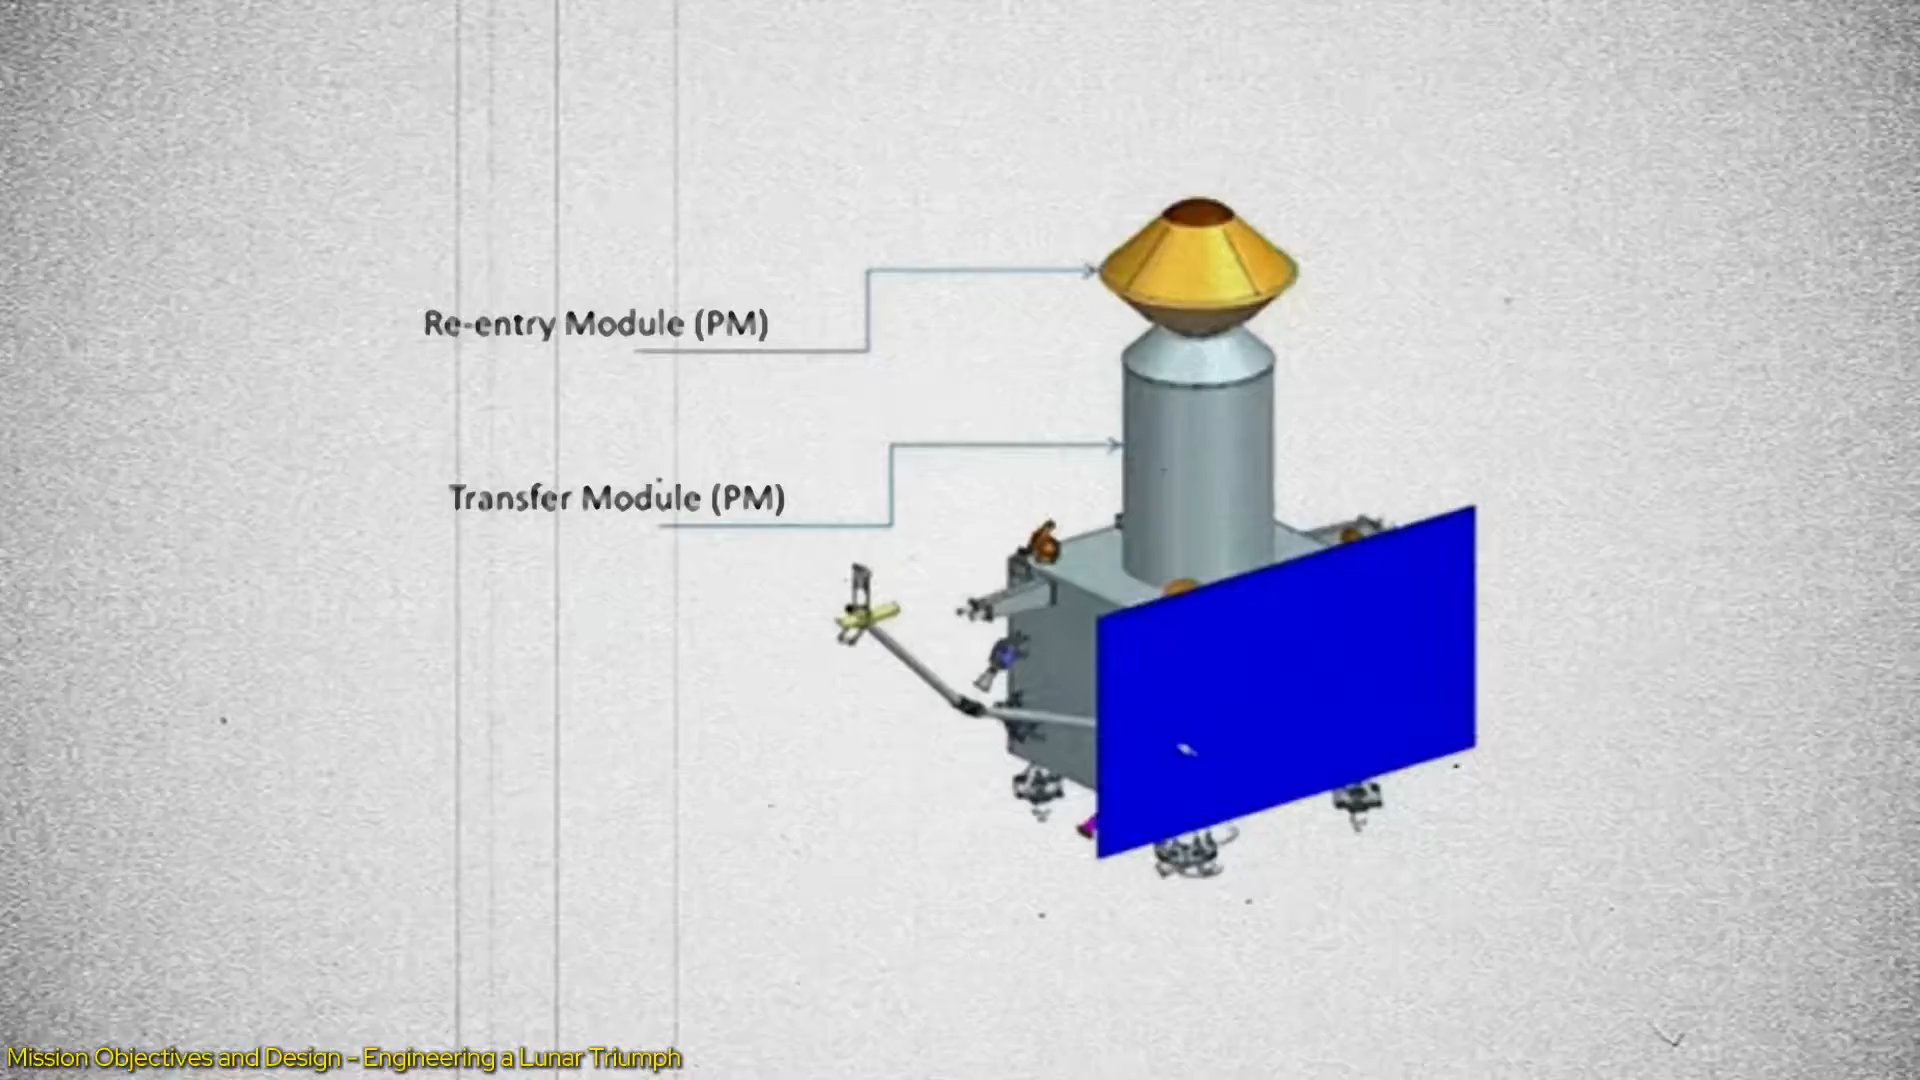 Re-entry Module (PM)
Transfer Module (PM)
Mission Objectives and Design - Engineering a Lunar Triumph